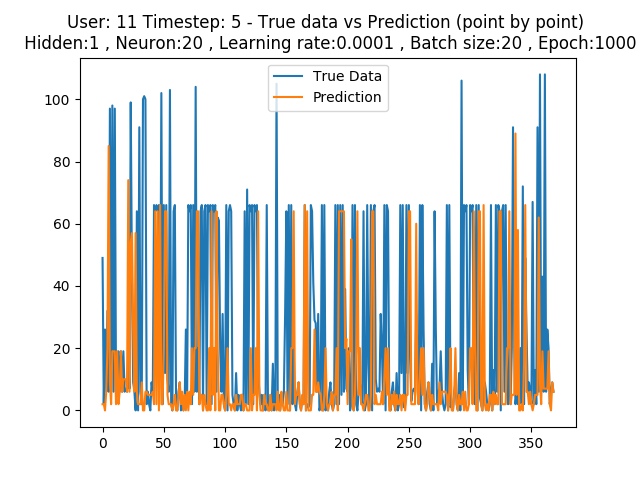 User: 11 Timestep: 5 - True data vs Prediction (point by point)
Hidden:1 , Neuron:20 , Learning rate:0.0001 , Batch size:20 , Epoch:1000
True Data
Prediction
100
80
60
40
20
0
0 50 100 150 200 250 300 350